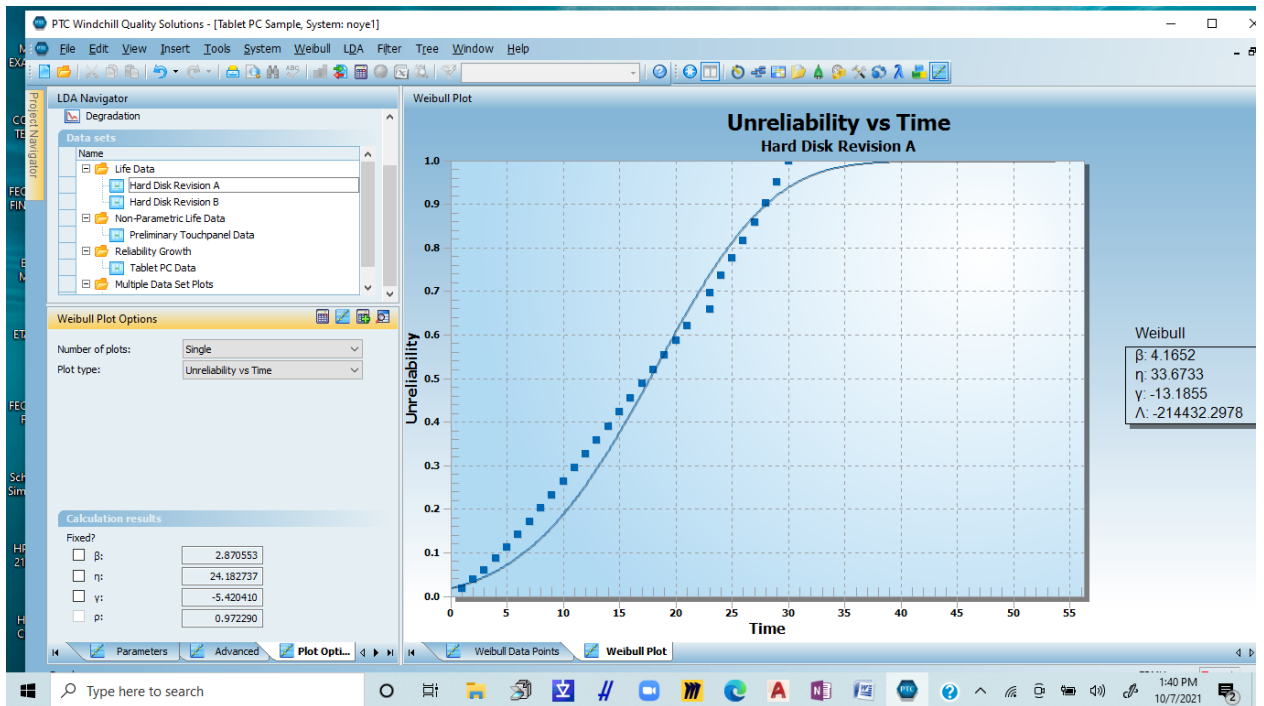 PTC Windchill Quality Solutions - [Tablet PC Sample, System: noye1]
File Edit View Insert Tools System Weibull LDA Filter Tree Window Help
Project Navigator
LDA Navigator
Degradation
Data sets
Name
Life Data
Hard Disk Revision A
Hard Disk Revision B
Non-Parametric Life Data
Preliminary Touchpanel Data
Reliability Growth
Tablet PC Data
Multiple Data Set Plots
Weibull Plot Options
Number of plots: Single
Plot type: Unreliability vs Time
Calculation results
Fixed?
β: 2.870553
η: 24.182737
γ: -5.420410
ρ: 0.972290
Parameters Advanced Plot Opti...
Weibull Plot
Unreliability vs Time
Hard Disk Revision A
Unreliability
1.0
0.9
0.8
0.7
0.6
0.5
0.4
0.3
0.2
0.1
0.0
0 5 10 15 20 25 30 35 40 45 50 55
Time
Weibull
β: 4.1652
η: 33.6733
γ: -13.1855
Λ: -214432.2978
Weibull Data Points Weibull Plot
Type here to search
1:40 PM
10/7/2021
2